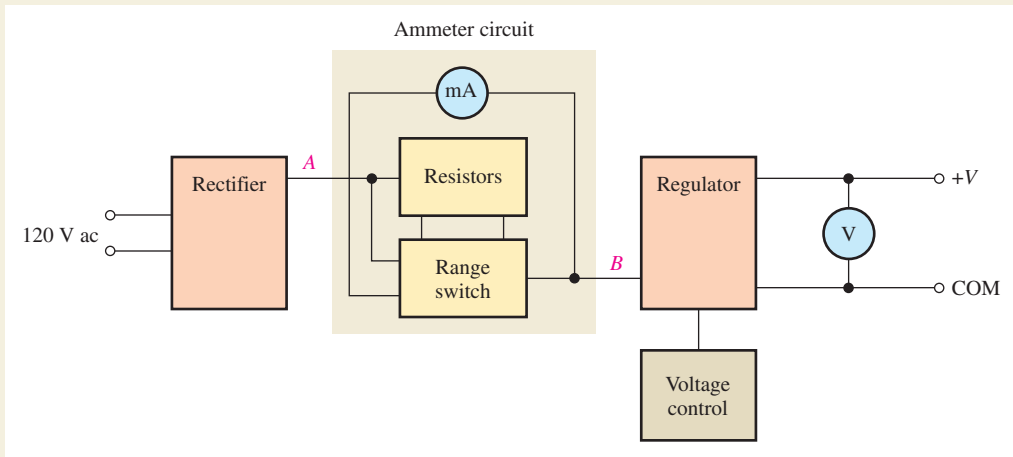 Ammeter circuit
mA
A
Rectifier
Resistors
Regulator
+V
120 V ac
V
Range
switch
B
COM
Voltage
control